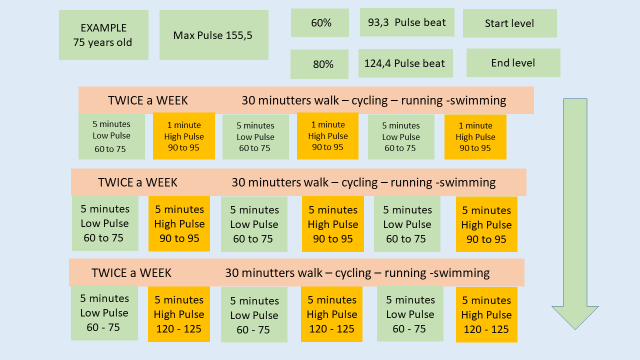 EXAMPLE
75 years old
Max Pulse 155,5
60%
93,3 Pulse beat
Start level
80%
124,4 Pulse beat
End level
TWICE a WEEK
30 minutters walk – cycling – running -swimming
5 minutes
Low Pulse
60 to 75
1 minute
High Pulse
90 to 95
5 minutes
Low Pulse
60 to 75
1 minute
High Pulse
90 to 95
5 minutes
Low Pulse
60 to 75
1 minute
High Pulse
90 to 95
TWICE a WEEK
30 minutters walk – cycling – running -swimming
5 minutes
Low Pulse
60 to 75
5 minutes
High Pulse
90 to 95
5 minutes
Low Pulse
60 to 75
5 minutes
High Pulse
90 to 95
5 minutes
Low Pulse
60 to 75
5 minutes
High Pulse
90 to 95
TWICE a WEEK
30 minutters walk – cycling – running -swimming
5 minutes
Low Pulse
60 - 75
5 minutes
High Pulse
120 - 125
5 minutes
Low Pulse
60 - 75
5 minutes
High Pulse
120 - 125
5 minutes
Low Pulse
60 - 75
5 minutes
High Pulse
120 - 125